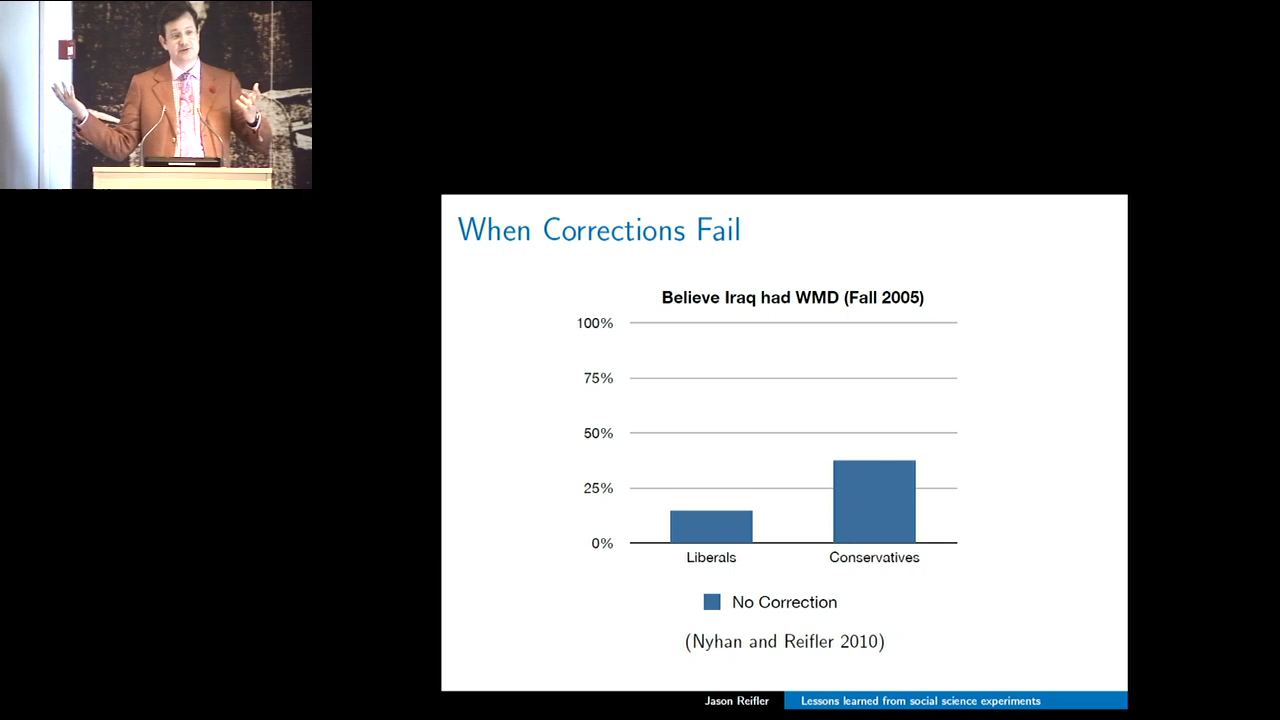 When Corrections Fail
Believe Iraq had WMD (Fall 2005)
100%
75%
50%
25%
0%
Liberals Conservatives
No Correction
(Nyhan and Reifler 2010)
Jason Reifler Lessons learned from social science experiments